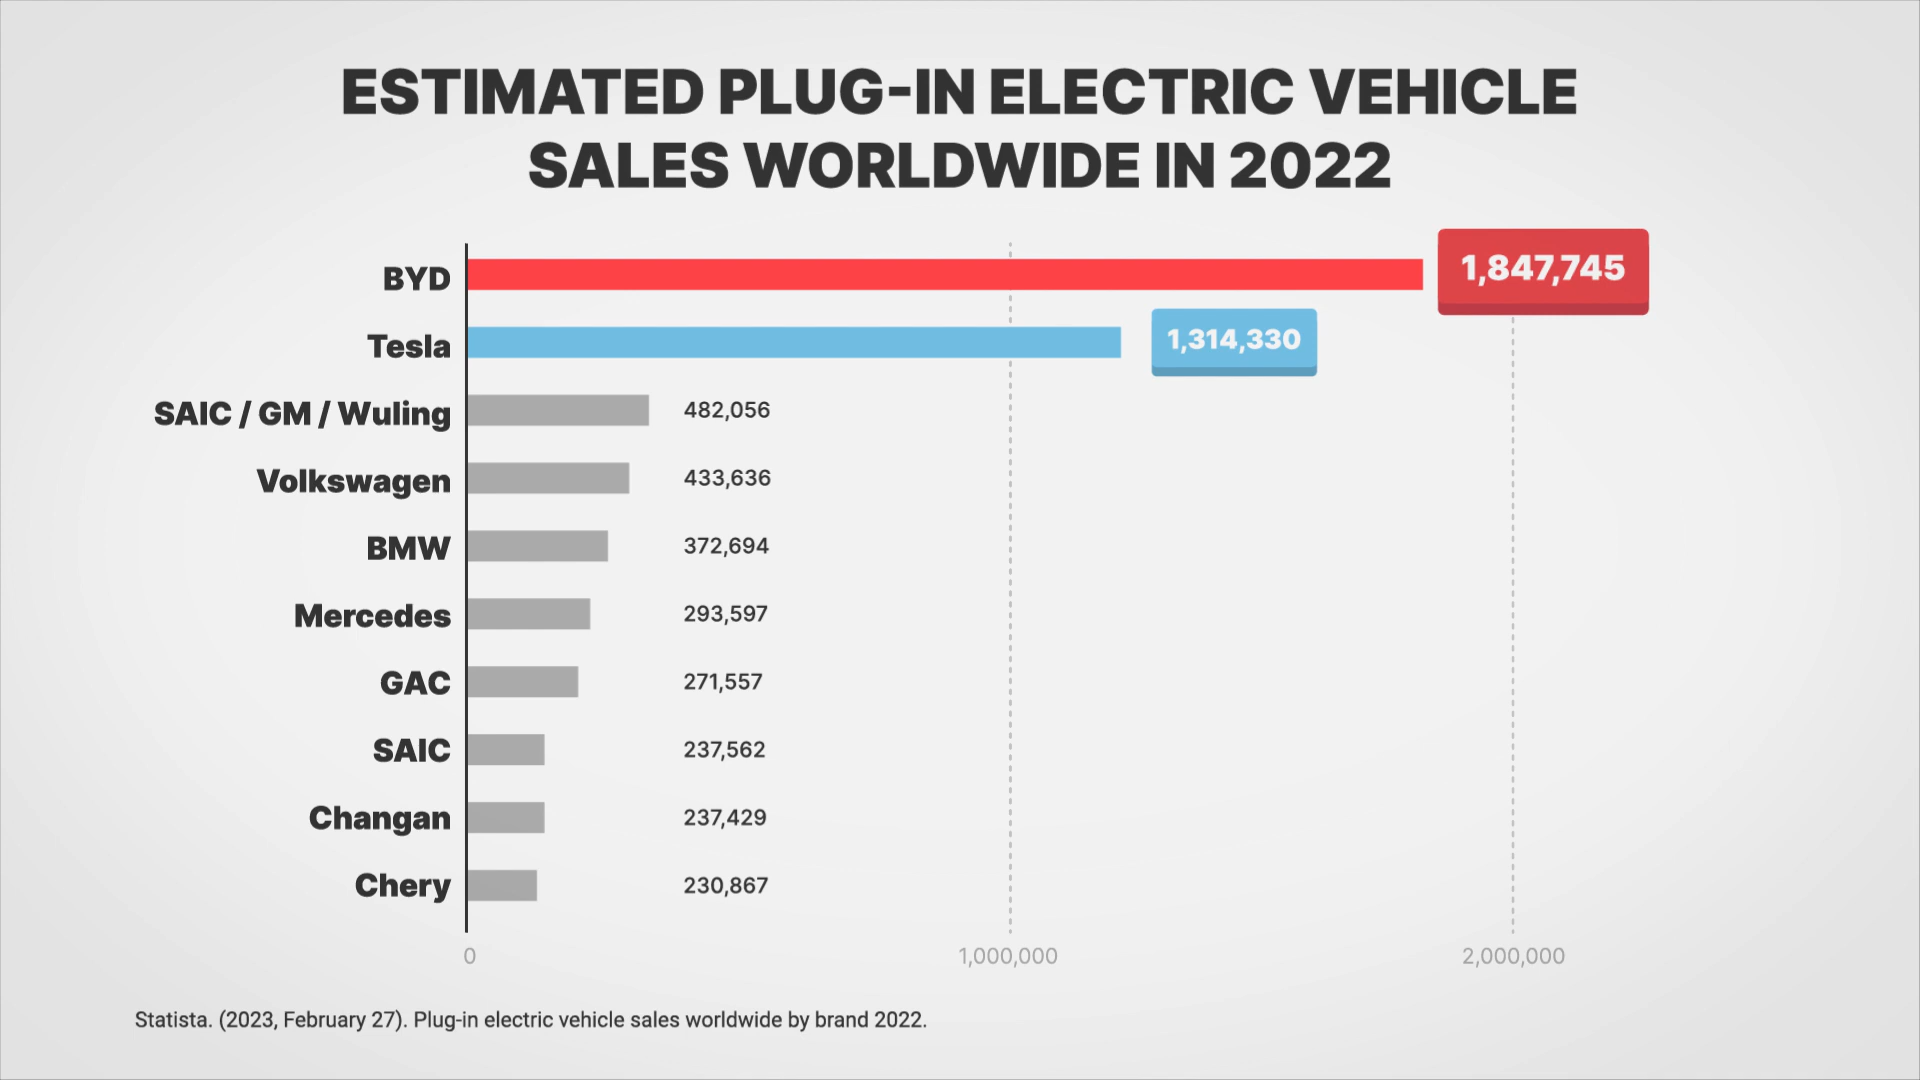 ESTIMATED PLUG-IN ELECTRIC VEHICLE
SALES WORLDWIDE IN 2022
BYD 1,847,745
Tesla 1,314,330
SAIC / GM / Wuling 482,056
Volkswagen 433,636
BMW 372,694
Mercedes 293,597
GAC 271,557
SAIC 237,562
Changan 237,429
Chery 230,867
0 1,000,000 2,000,000
Statista. (2023, February 27). Plug-in electric vehicle sales worldwide by brand 2022.